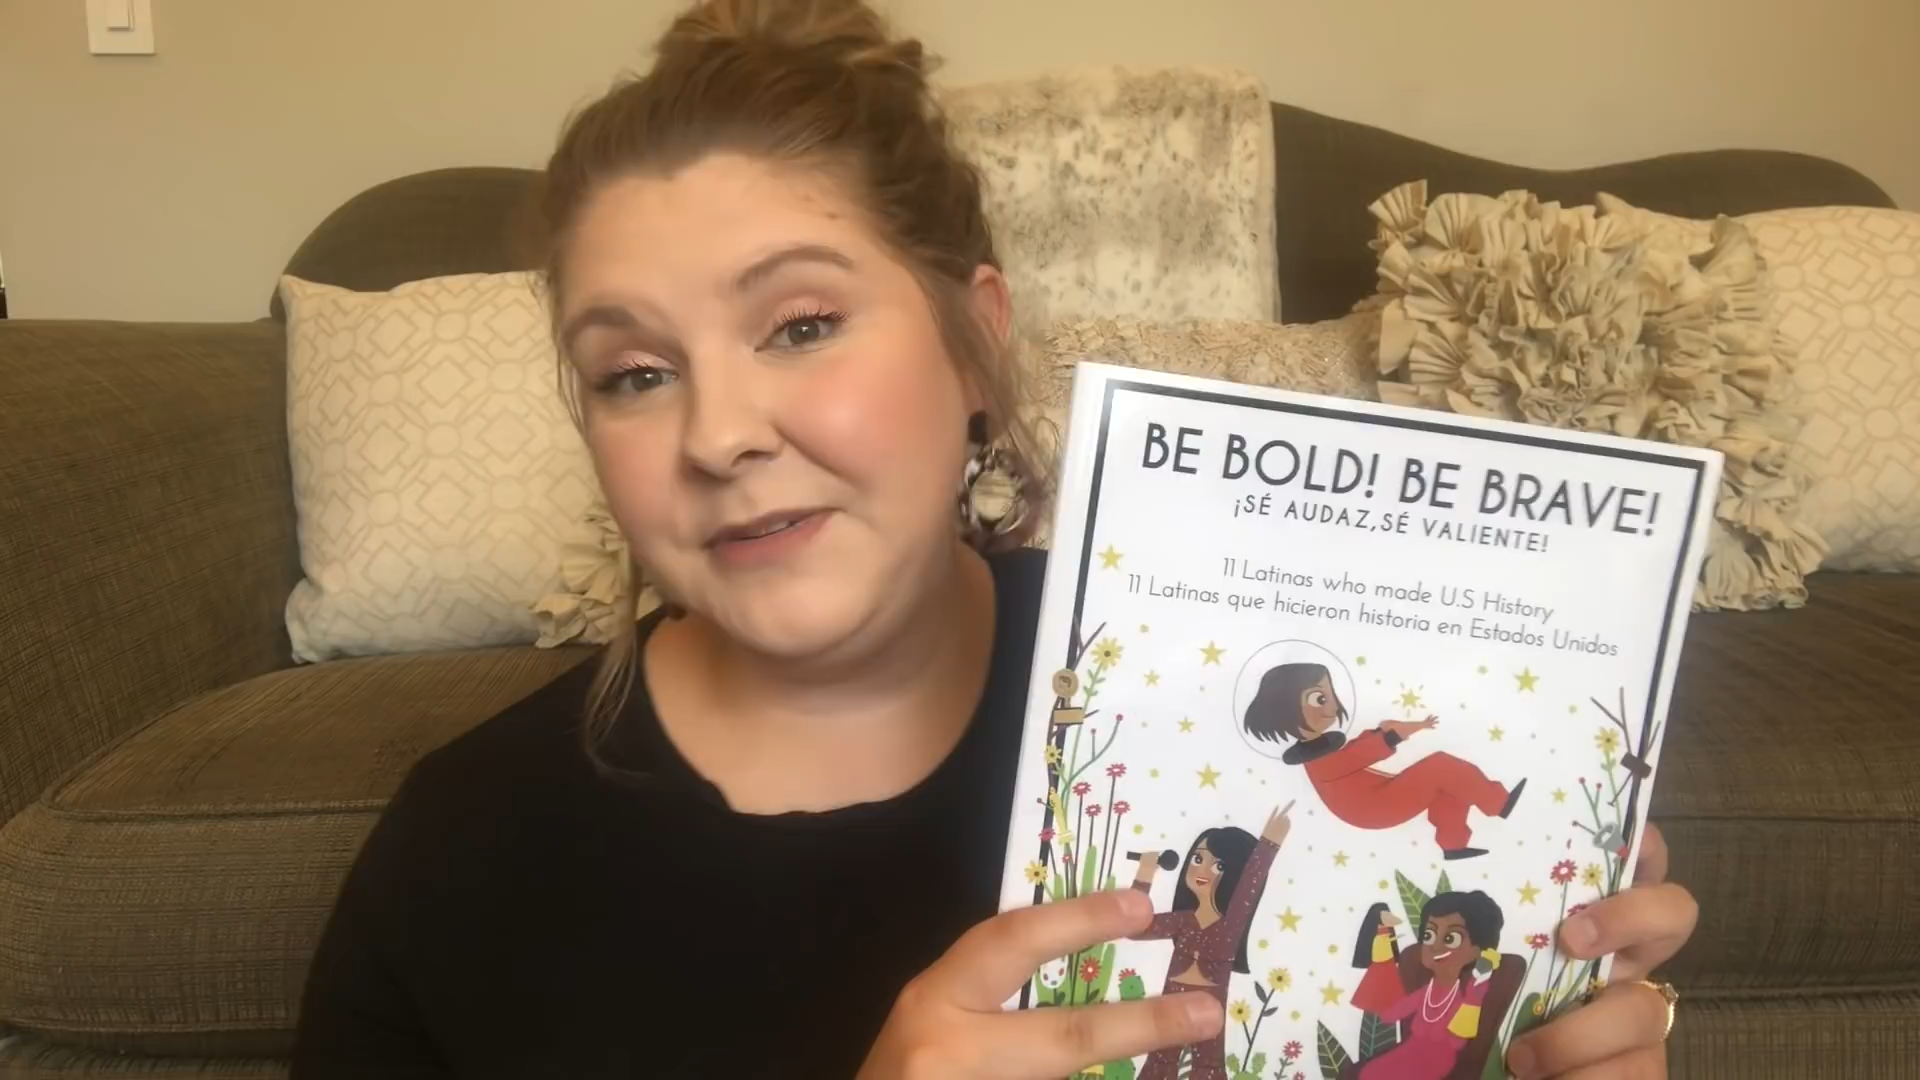 BE BOLD! BE BRAVE!
¡SÉ AUDAZ,SÉ VALIENTE!
11 Latinas who made U.S History
11 Latinas que hicieron historia en Estados Unidos